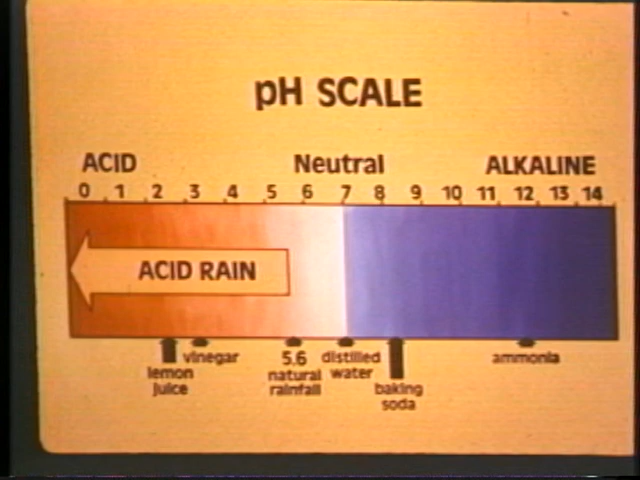 pH SCALE
ACID Neutral ALKALINE
0 1 2 3 4 5 6 7 8 9 10 11 12 13 14
ACID RAIN
lemon
juice
vinegar
5.6
natural
rainfall
distilled
water
baking
soda
ammonia